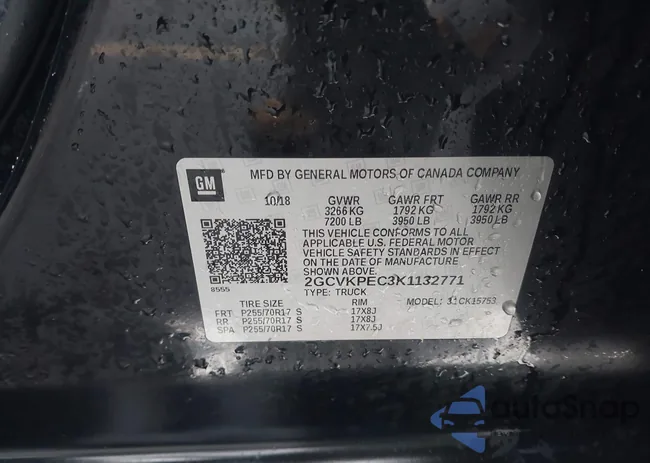 GM
MFD BY GENERAL MOTORS OF CANADA COMPANY
10/18 GVWR GAWR FRT GAWR RR
3266 KG 1792 KG 1792 KG
7200 LB 3950 LB 3950 LB
THIS VEHICLE CONFORMS TO ALL
APPLICABLE U.S. FEDERAL MOTOR
VEHICLE SAFETY STANDARDS IN EFFECT
ON THE DATE OF MANUFACTURE
SHOWN ABOVE.
2GCVKPEC3K1132771
8555 TYPE: TRUCK
TIRE SIZE RIM MODEL:
FRT P255/70R17 S 17X8J
RR P255/70R17 S 17X8J
SPA P255/70R17 S 17X7.5J
autoSnap